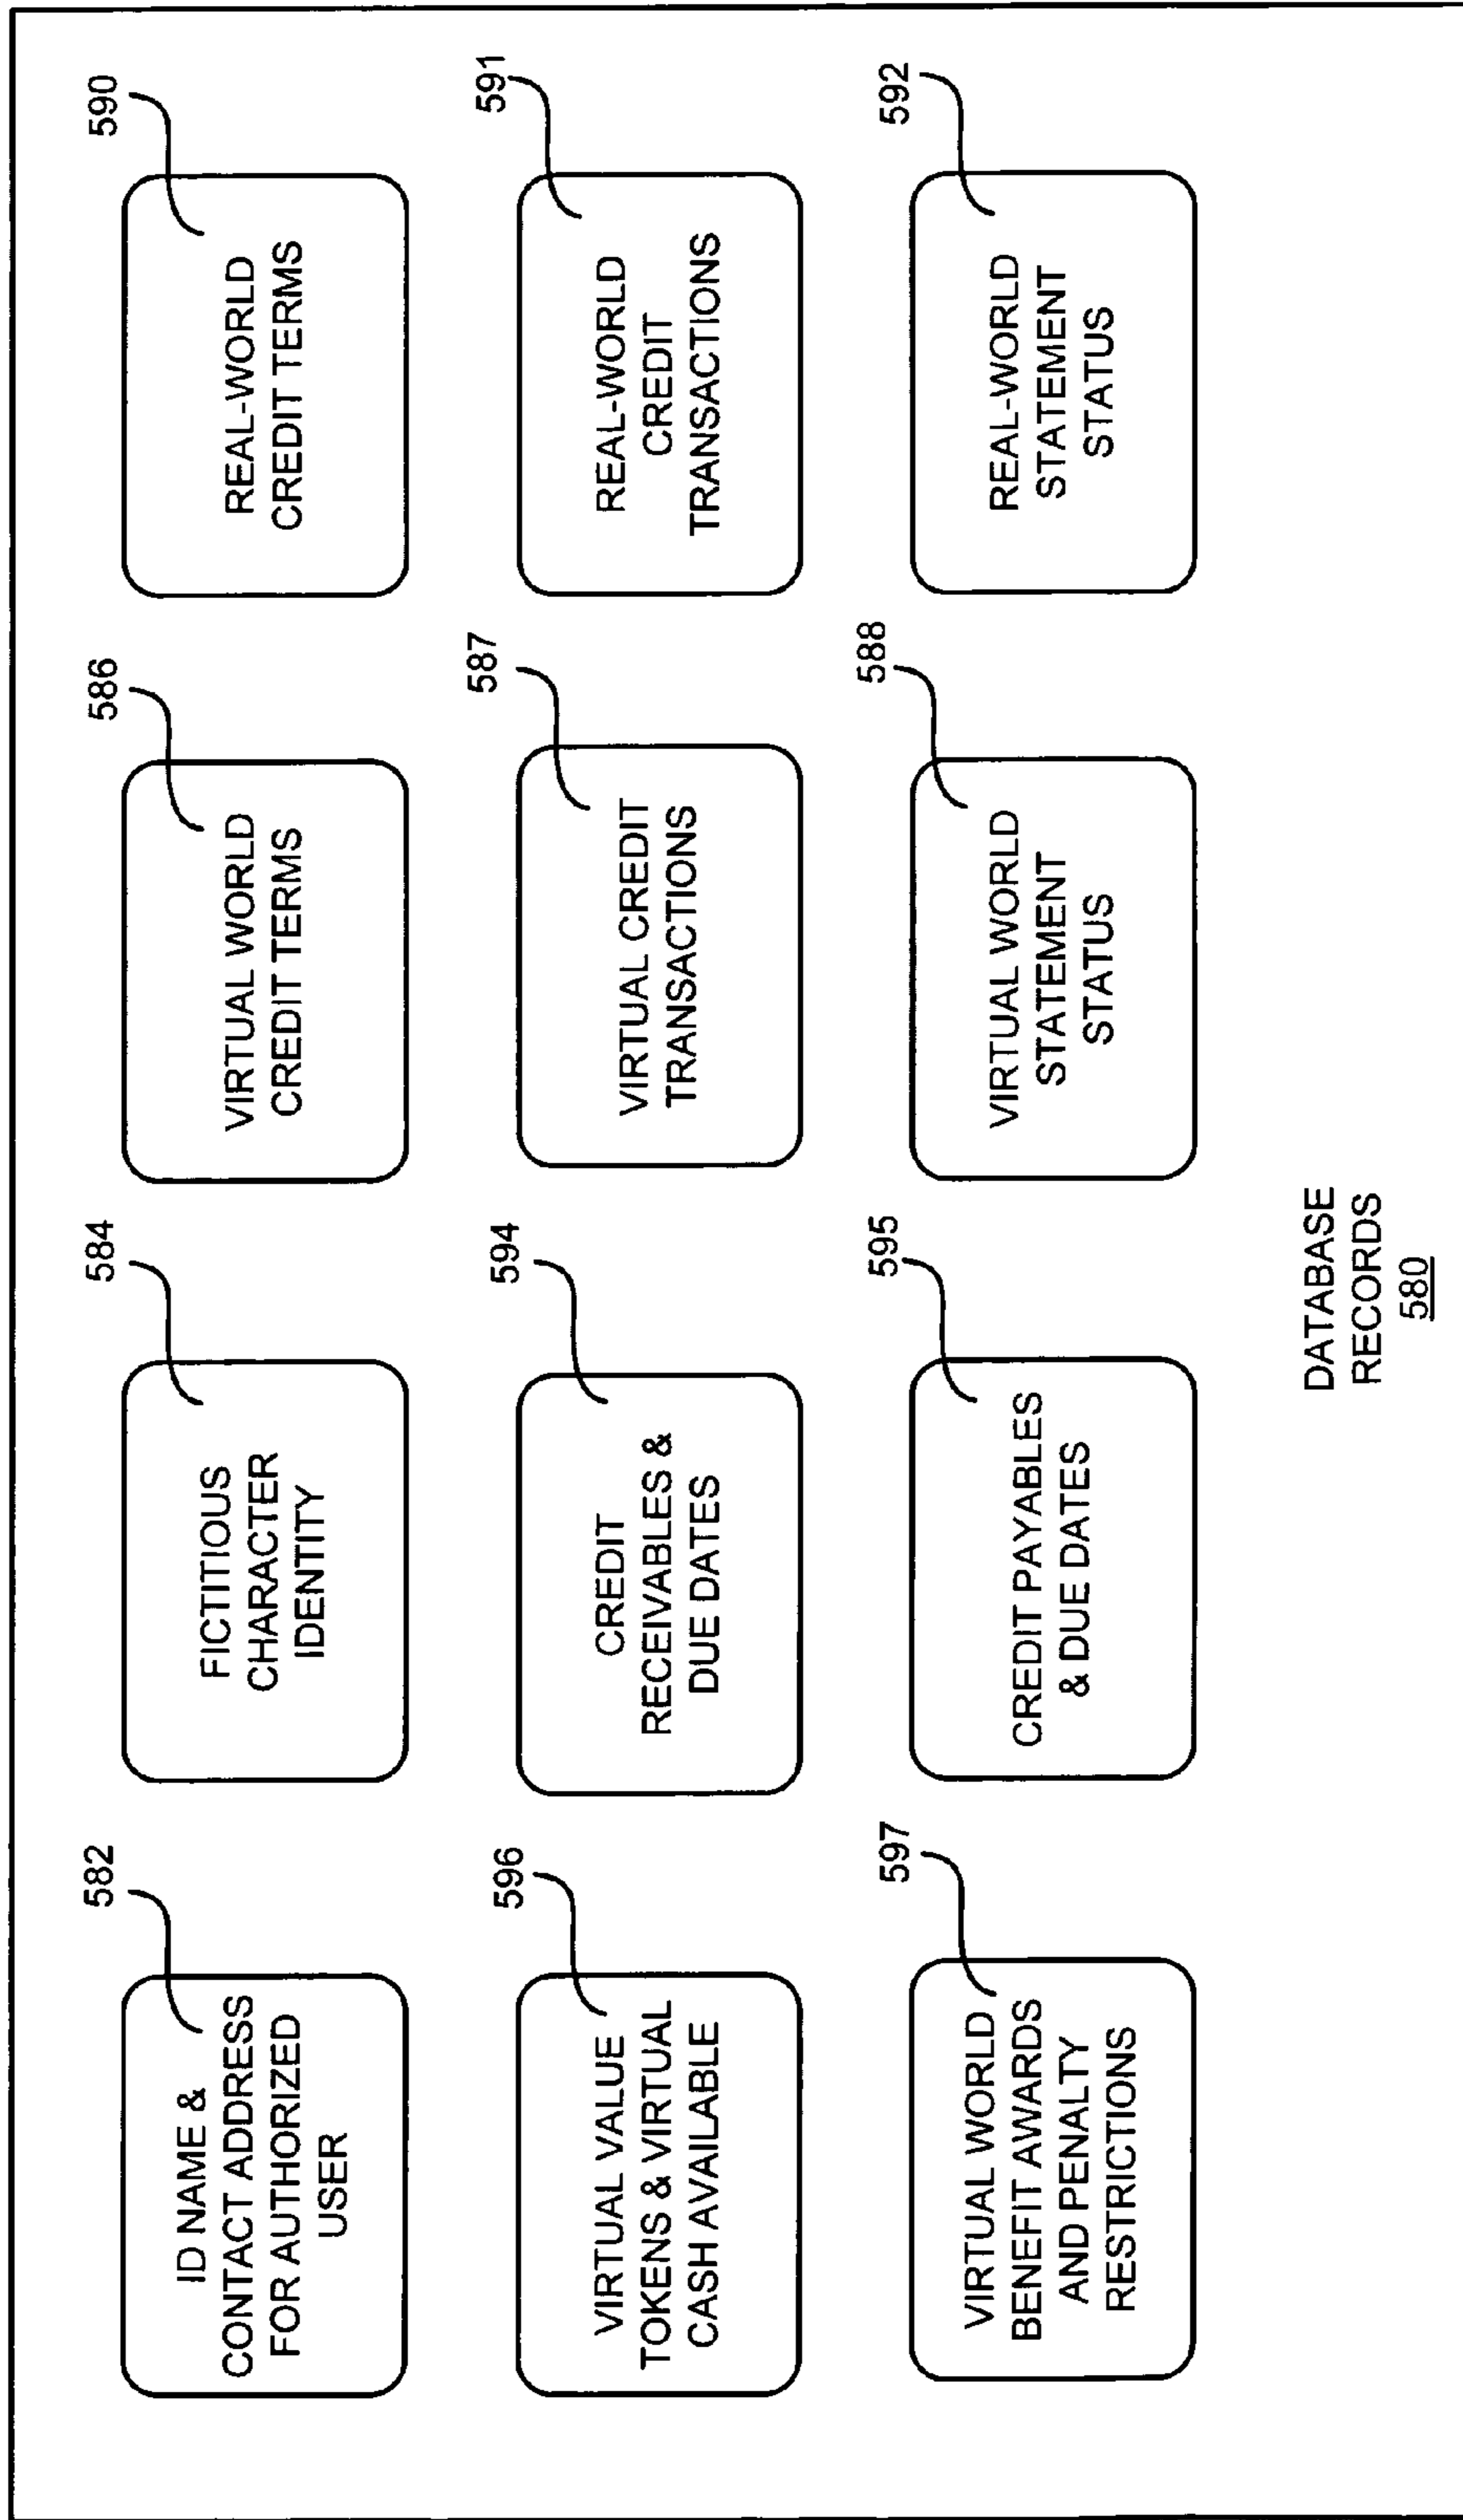 582
ID NAME &
CONTACT ADDRESS
FOR AUTHORIZED
USER
584
FICTITIOUS
CHARACTER
IDENTITY
586
VIRTUAL WORLD
CREDIT TERMS
590
REAL-WORLD
CREDIT TERMS
596
VIRTUAL VALUE
TOKENS & VIRTUAL
CASH AVAILABLE
594
CREDIT
RECEIVABLES &
DUE DATES
587
VIRTUAL CREDIT
TRANSACTIONS
591
REAL-WORLD
CREDIT
TRANSACTIONS
597
VIRTUAL WORLD
BENEFIT AWARDS
AND PENALTY
RESTRICTIONS
595
CREDIT PAYABLES
& DUE DATES
588
VIRTUAL WORLD
STATEMENT
STATUS
592
REAL-WORLD
STATEMENT
STATUS
DATABASE
RECORDS
580